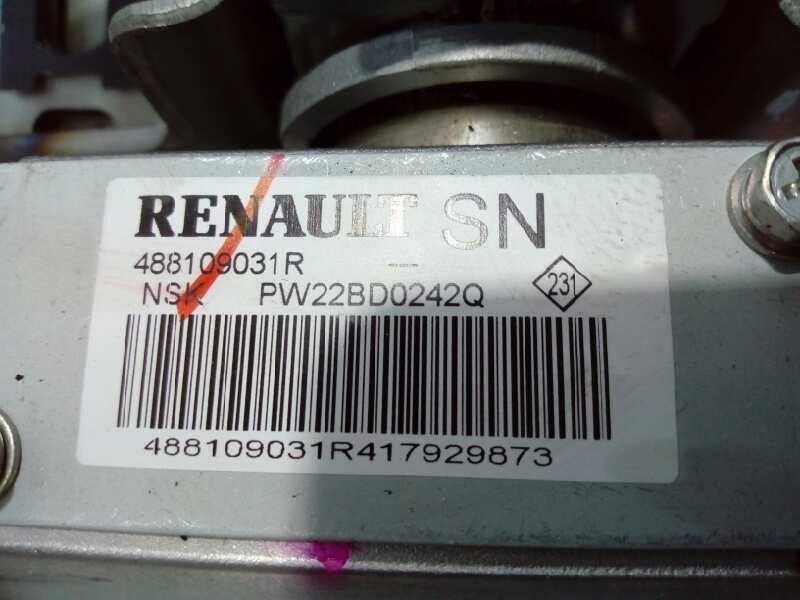 RENAULT SN
488109031R
NSK PW22BD0242Q 231
488109031R417929873